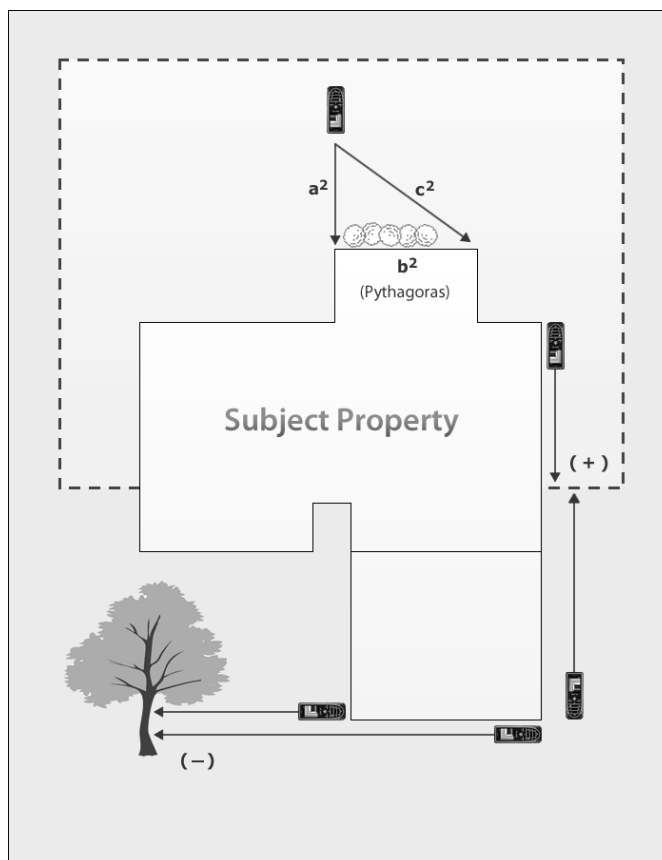 a²
c²
b²
(Pythagoras)
Subject Property
(+)
(−)